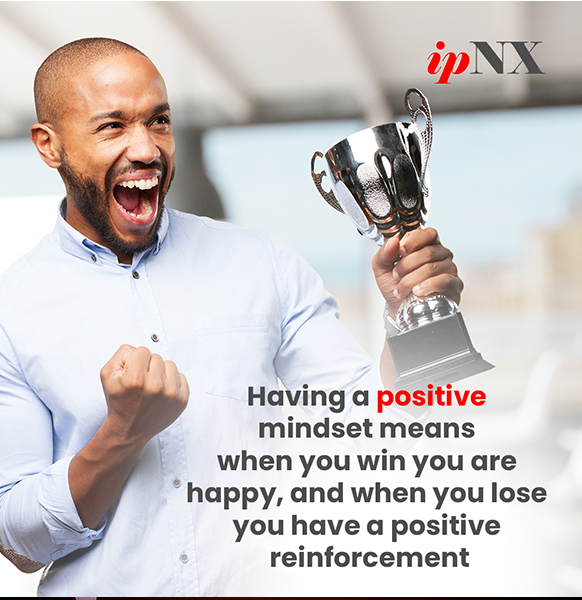 ipNX
Having a positive
mindset means
when you win you are
happy, and when you lose
you have a positive
reinforcement